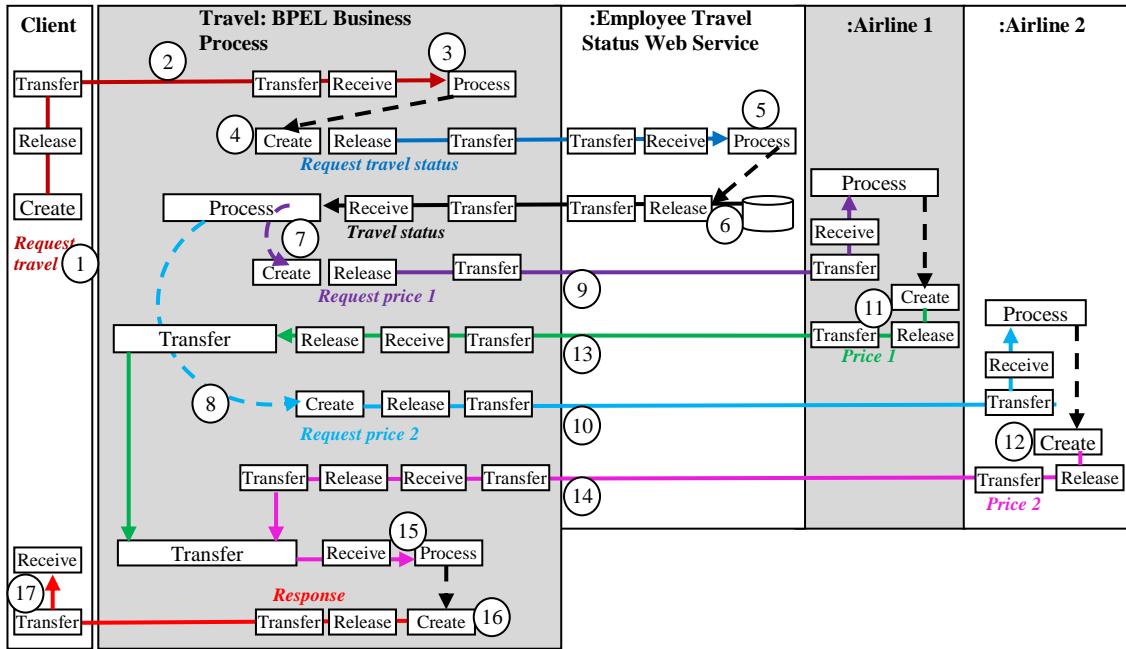 Client
Travel: BPEL Business
Process
:Employee Travel
Status Web Service
:Airline 1
:Airline 2
2
3
Transfer
Transfer
Receive
Process
4
5
Release
Create
Release
Transfer
Transfer
Receive
Process
Request travel status
Create
Process
Receive
Transfer
Transfer
Release
6
Process
Travel status
7
Receive
Request
travel
1
Create
Release
Transfer
Transfer
Request price 1
9
Create
11
Process
Transfer
Release
Receive
Transfer
13
Transfer
Release
Price 1
Receive
8
Create
Release
Transfer
10
Transfer
Request price 2
12
Create
Transfer
Release
Receive
Transfer
14
Transfer
Release
Price 2
15
Transfer
Receive
Process
Receive
17
Response
Transfer
Transfer
Release
Create
16